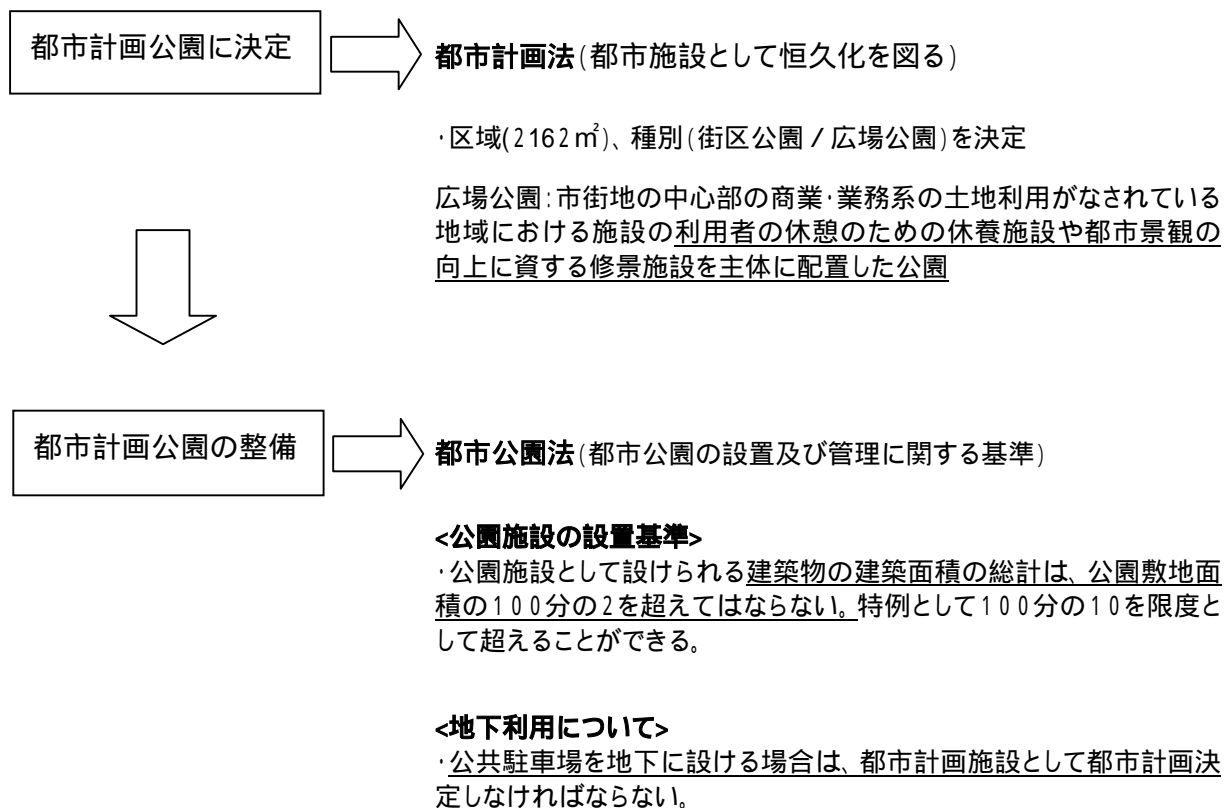 都市計画公園に決定
都市計画法(都市施設として恒久化を図る)
・区域(2162㎡)、種別(街区公園/広場公園)を決定
広場公園:市街地の中心部の商業・業務系の土地利用がなされている
地域における施設の利用者の休憩のための休養施設や都市景観の
向上に資する修景施設を主体に配置した公園
都市計画公園の整備
都市公園法(都市公園の設置及び管理に関する基準)
<公園施設の設置基準>
・公園施設として設けられる建築物の建築面積の総計は、公園敷地面
積の100分の2を超えてはならない。特例として100分の10を限度と
して超えることができる。
<地下利用について>
・公共駐車場を地下に設ける場合は、都市計画施設として都市計画決
定しなければならない。